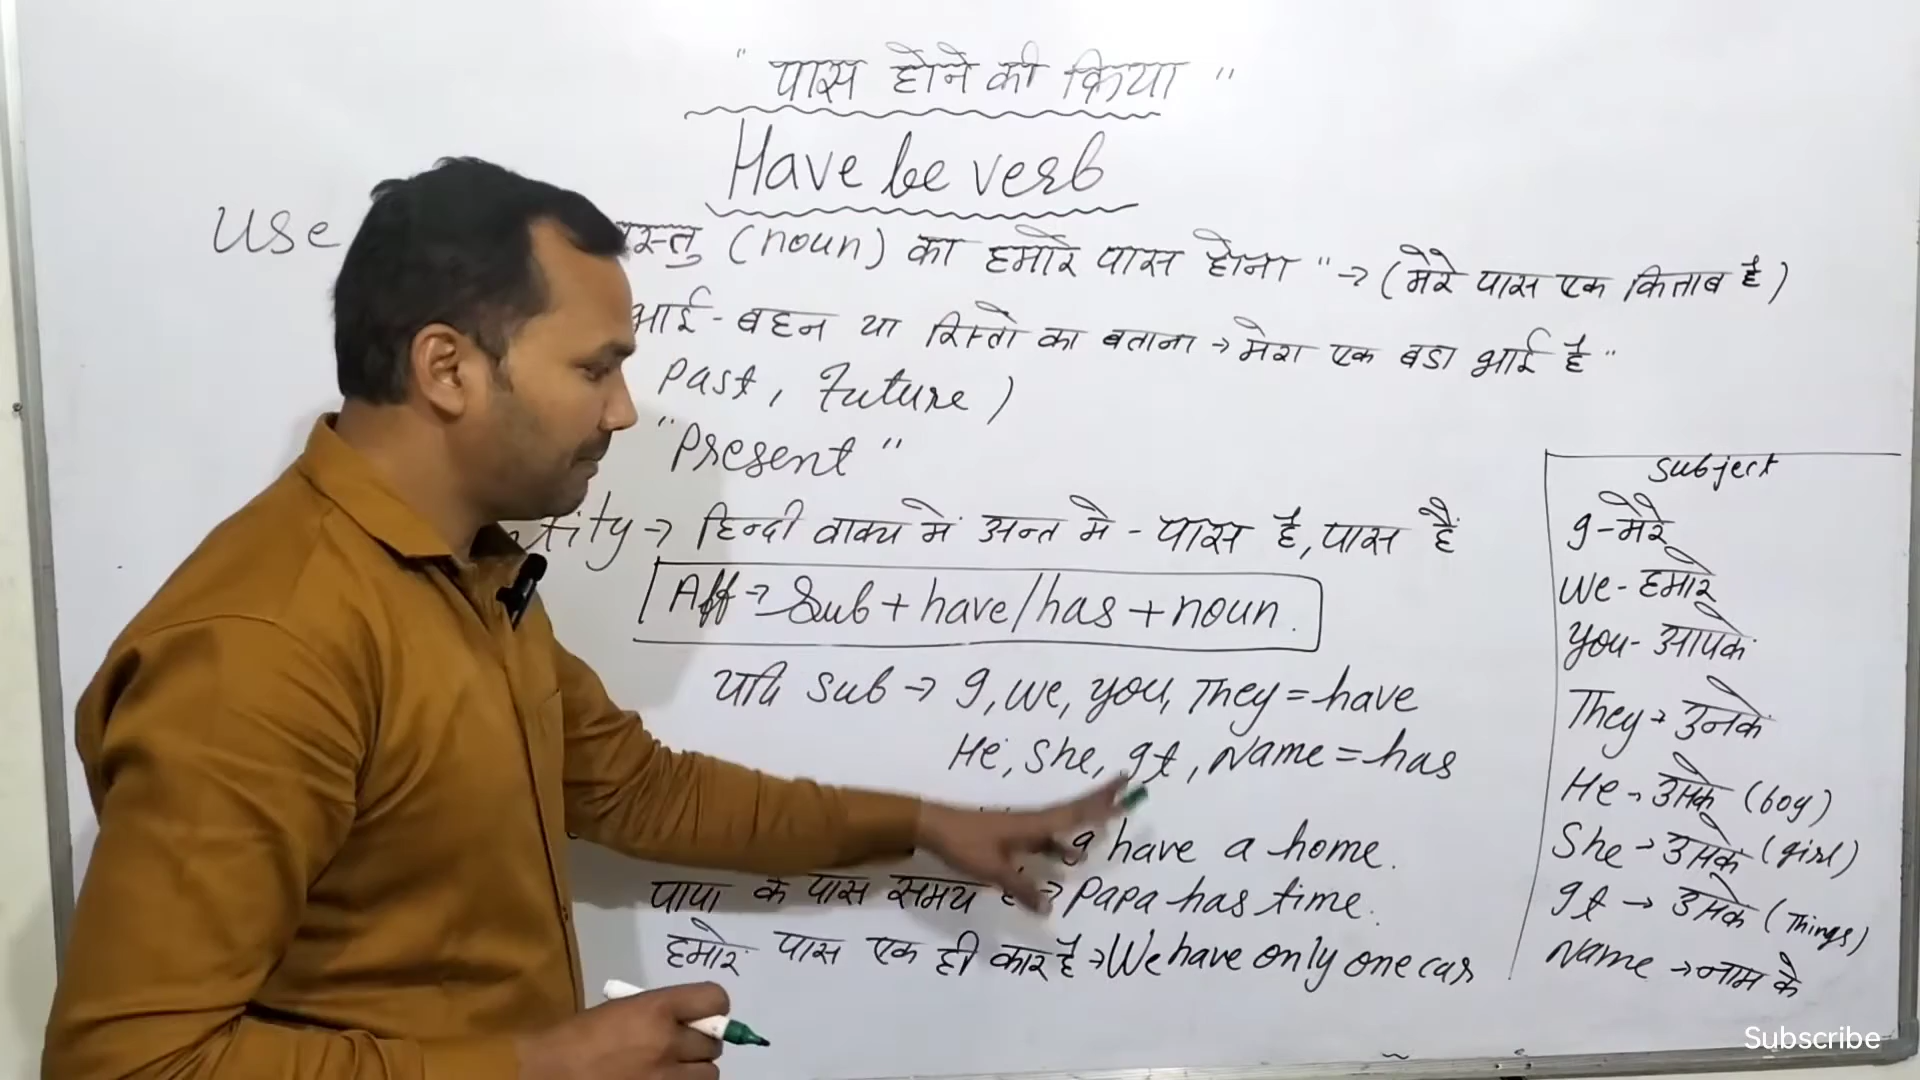 "पास होने की क्रिया"
Have be verb
Use
वस्तु (noun) का हमारे पास होना" → (मेरे पास एक किताब है)
भाई-बहन या रिस्तो का बताना → मेरा एक बडा भाई है"
Past, Future)
"Present"
हिन्दी वाक्य में अन्त मे - पास है, पास हैं
Aff → Sub + have/has + noun.
यदि sub → I, we, you, They = have
He, She, It, Name = has
I have a home.
पापा के पास समय है → Papa has time.
हमारे पास एक ही कार है → We have only one car
Subject
I - मेरे
We - हमारे
You - आपके
They → उनके
He → उसके (boy)
She → उसके (girl)
It → उसके (Things)
Name → नाम के
Subscribe